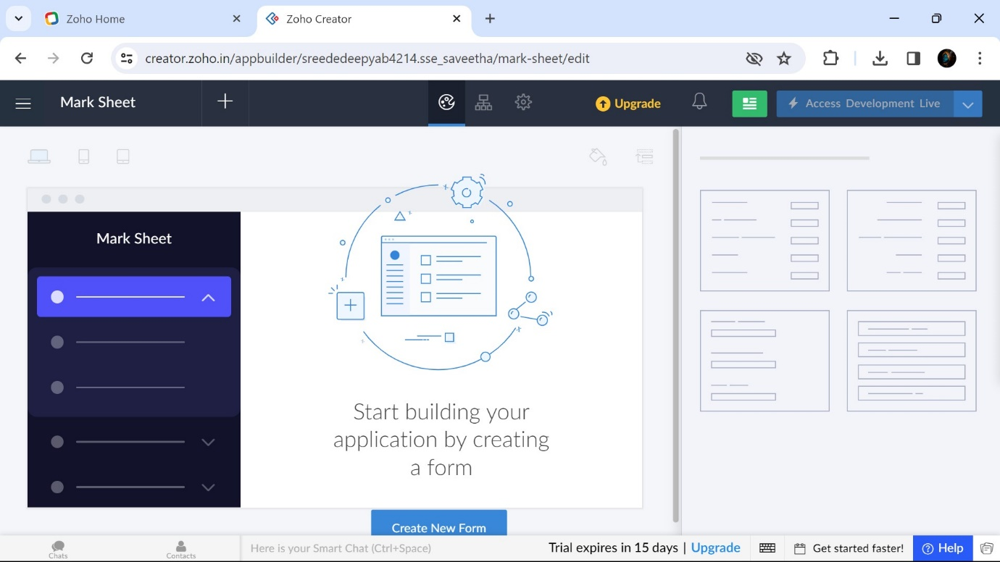 Zoho Home
Zoho Creator
creator.zoho.in/appbuilder/sreededeepyab4214.sse_saveetha/mark-sheet/edit
Mark Sheet
Upgrade
Access Development Live
Mark Sheet
Start building your
application by creating
a form
Create New Form
Chats
Contacts
Here is your Smart Chat (Ctrl+Space)
Trial expires in 15 days | Upgrade
Get started faster!
Help